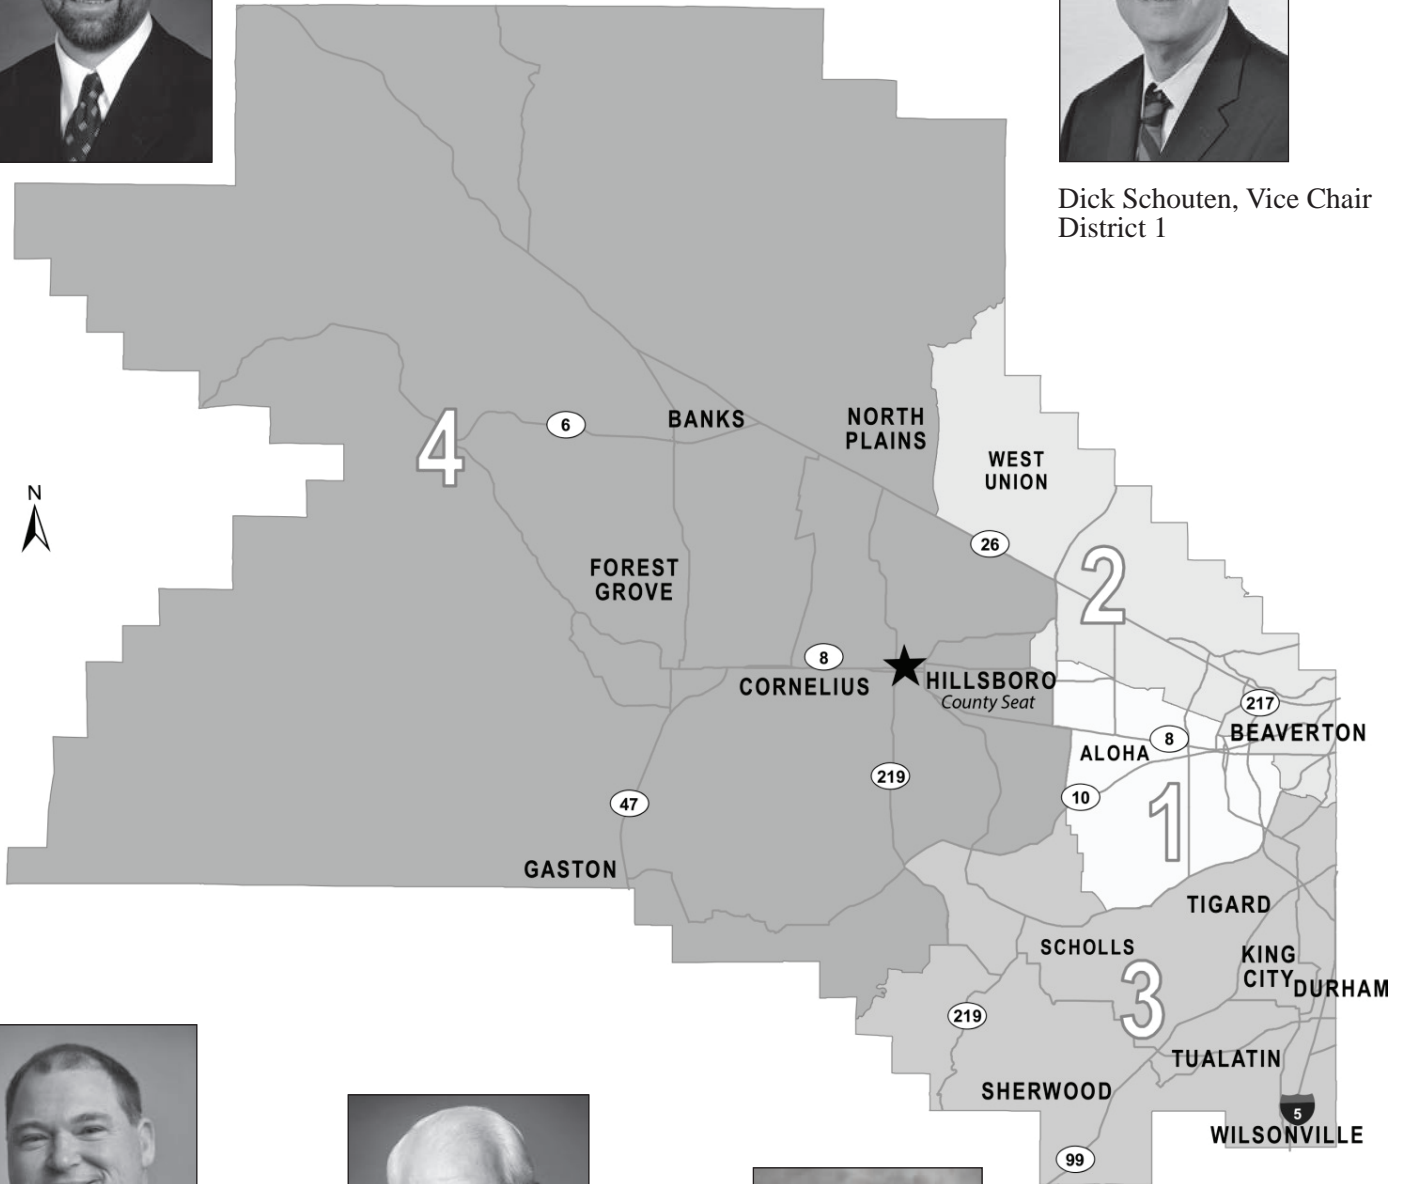 Dick Schouten, Vice Chair
District 1
N
4
6
BANKS
NORTH
PLAINS
WEST
UNION
26
2
FOREST
GROVE
8
CORNELIUS
HILLSBORO
County Seat
217
BEAVERTON
8
ALOHA
10
1
219
47
GASTON
TIGARD
SCHOLLS
KING
CITY
DURHAM
3
219
TUALATIN
SHERWOOD
5
WILSONVILLE
99